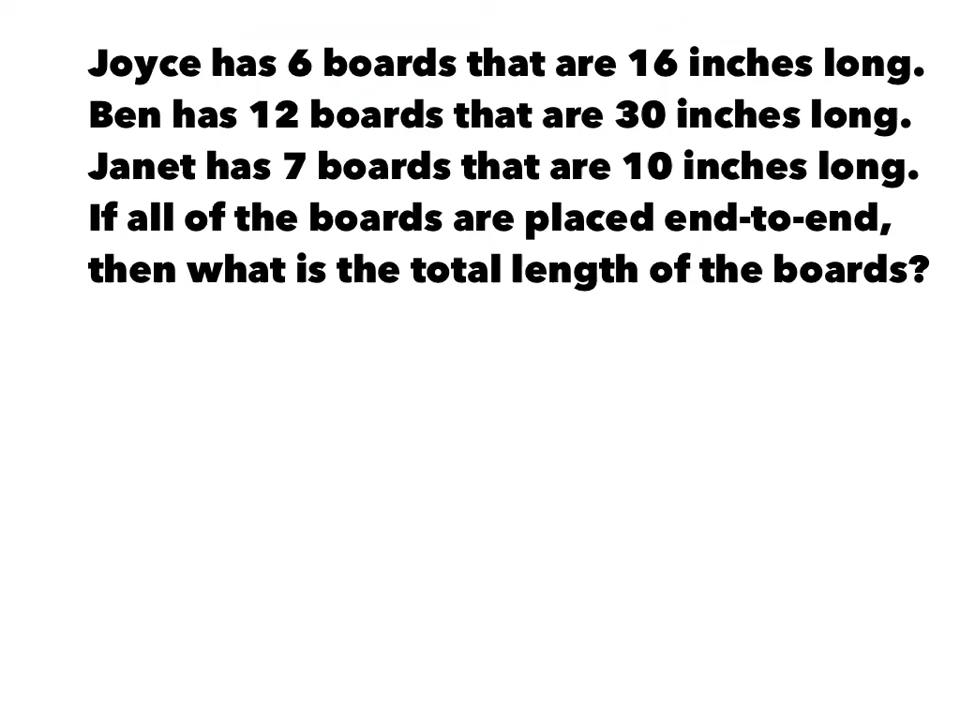 Joyce has 6 boards that are 16 inches long.
Ben has 12 boards that are 30 inches long.
Janet has 7 boards that are 10 inches long.
If all of the boards are placed end-to-end,
then what is the total length of the boards?